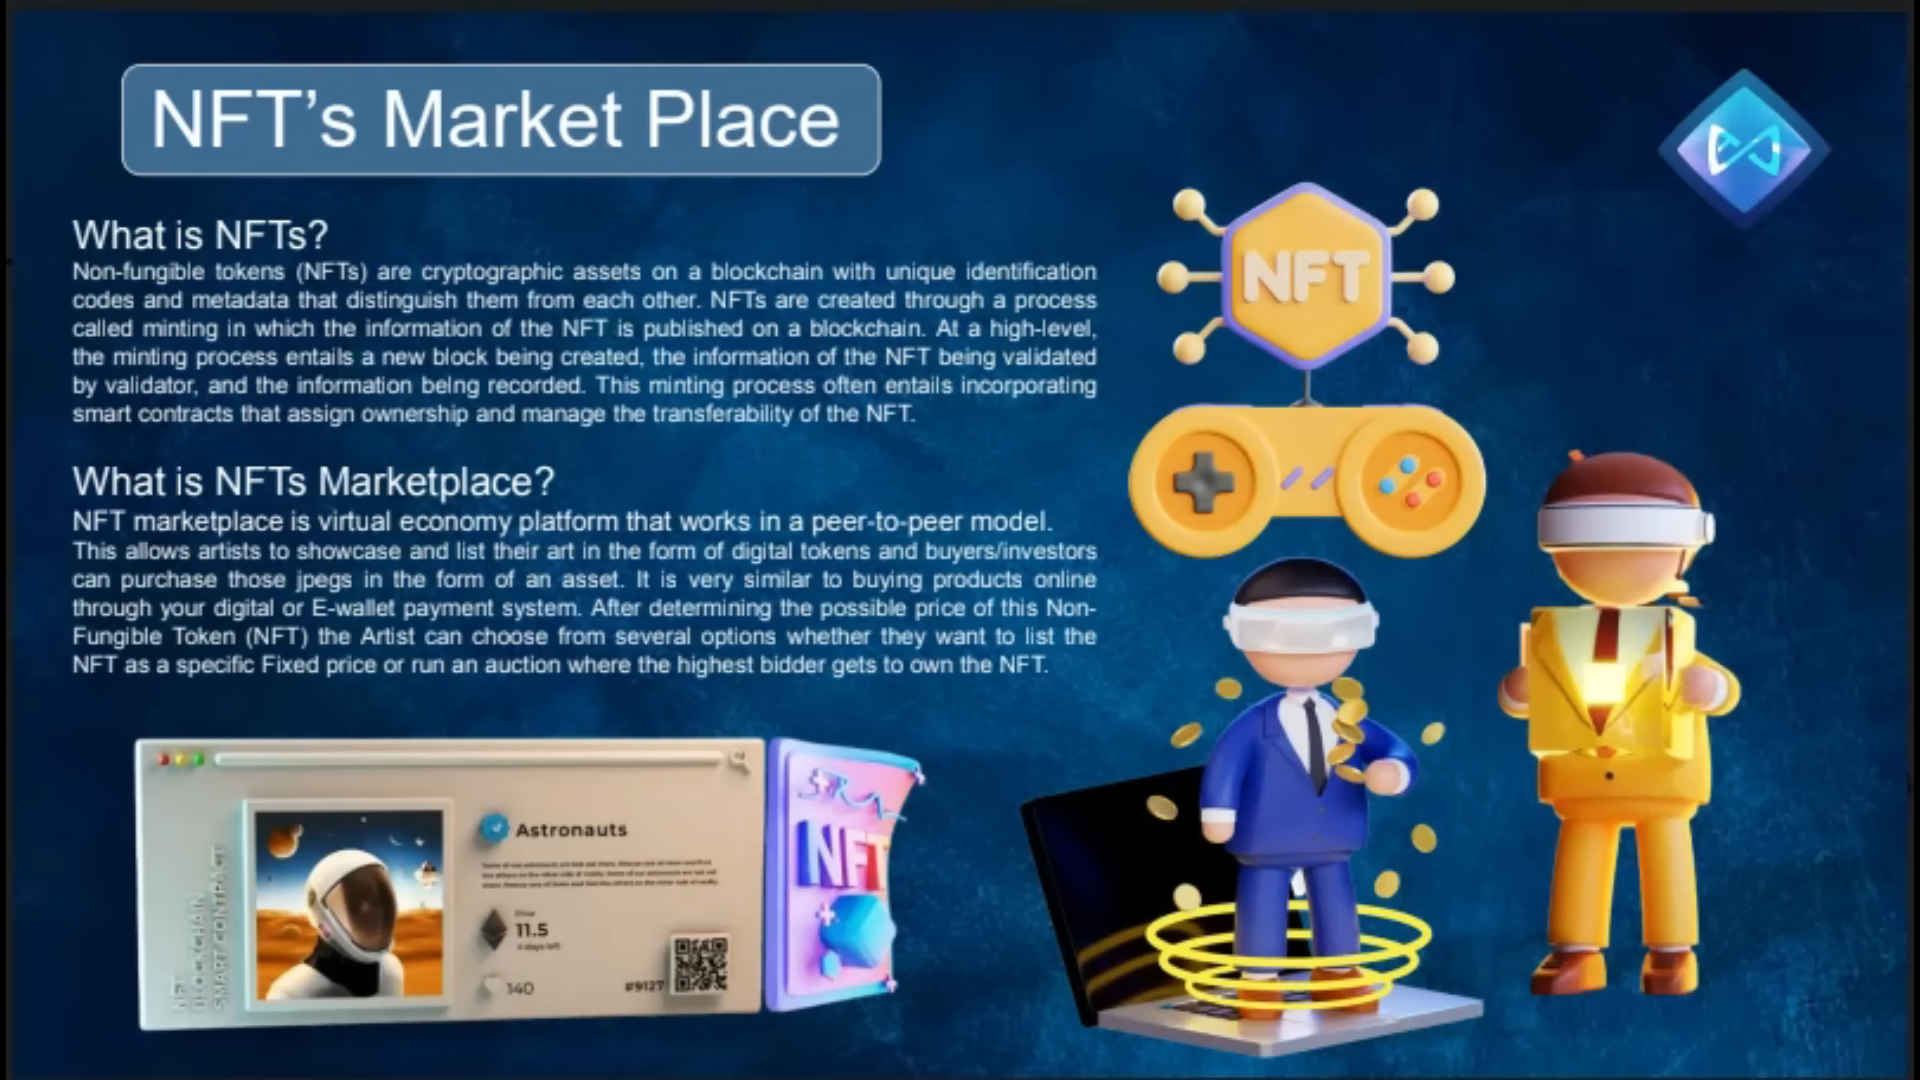 NFT’s Market Place
What is NFTs?
Non-fungible tokens (NFTs) are cryptographic assets on a blockchain with unique identification
codes and metadata that distinguish them from each other. NFTs are created through a process
called minting in which the information of the NFT is published on a blockchain. At a high-level,
the minting process entails a new block being created, the information of the NFT being validated
by validator, and the information being recorded. This minting process often entails incorporating
smart contracts that assign ownership and manage the transferability of the NFT.
What is NFTs Marketplace?
NFT marketplace is virtual economy platform that works in a peer-to-peer model.
This allows artists to showcase and list their art in the form of digital tokens and buyers/investors
can purchase those jpegs in the form of an asset. It is very similar to buying products online
through your digital or E-wallet payment system. After determining the possible price of this Non-
Fungible Token (NFT) the Artist can choose from several options whether they want to list the
NFT as a specific Fixed price or run an auction where the highest bidder gets to own the NFT.
NFT
NFT
BLOCKCHAIN
SMART CONTRACT
Astronauts
Price
11.5
4 days left
140
#9127
NFT